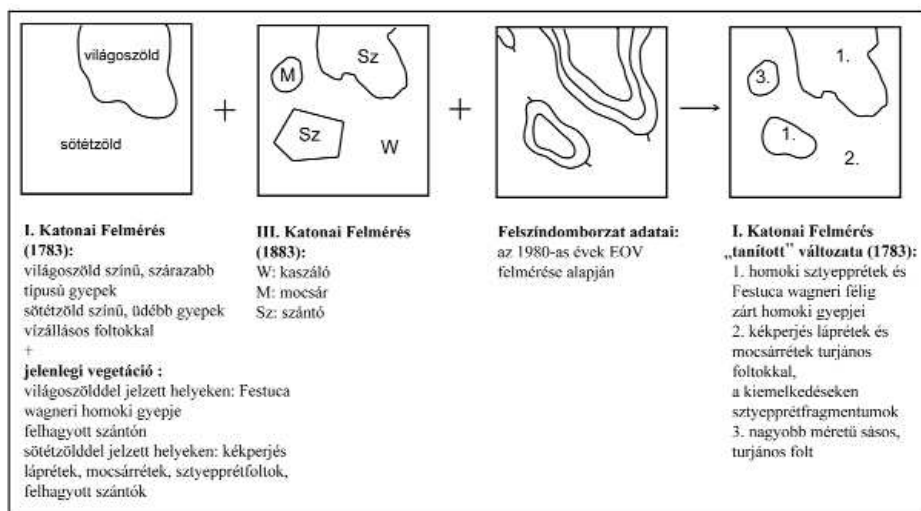 világoszöld
sötétzöld
+
M
Sz
Sz
W
+
3.
1.
1.
2.
I. Katonai Felmérés
(1783):
világoszöld színű, szárazabb
típusú gyepek
sötétzöld színű, üdébb gyepek
vízállásos foltokkal
+
jelenlegi vegetáció :
világoszölddel jelzett helyeken: Festuca
wagneri homoki gyepje
felhagyott szántón
sötétzölddel jelzett helyeken: kékperjés
láprétek, mocsárrétek, sztyepprétfoltok,
felhagyott szántók
III. Katonai Felmérés
(1883):
W: kaszáló
M: mocsár
Sz: szántó
Felszíndomborzat adatai:
az 1980-as évek EOV
felmérése alapján
I. Katonai Felmérés
„tanított” változata (1783):
1. homoki sztyepprétek és
Festuca wagneri félig
zárt homoki gyepjei
2. kékperjés láprétek és
mocsárrétek turjános
foltokkal,
a kiemelkedéseken
sztyepprétfragmentumok
3. nagyobb méretű sásos,
turjános folt